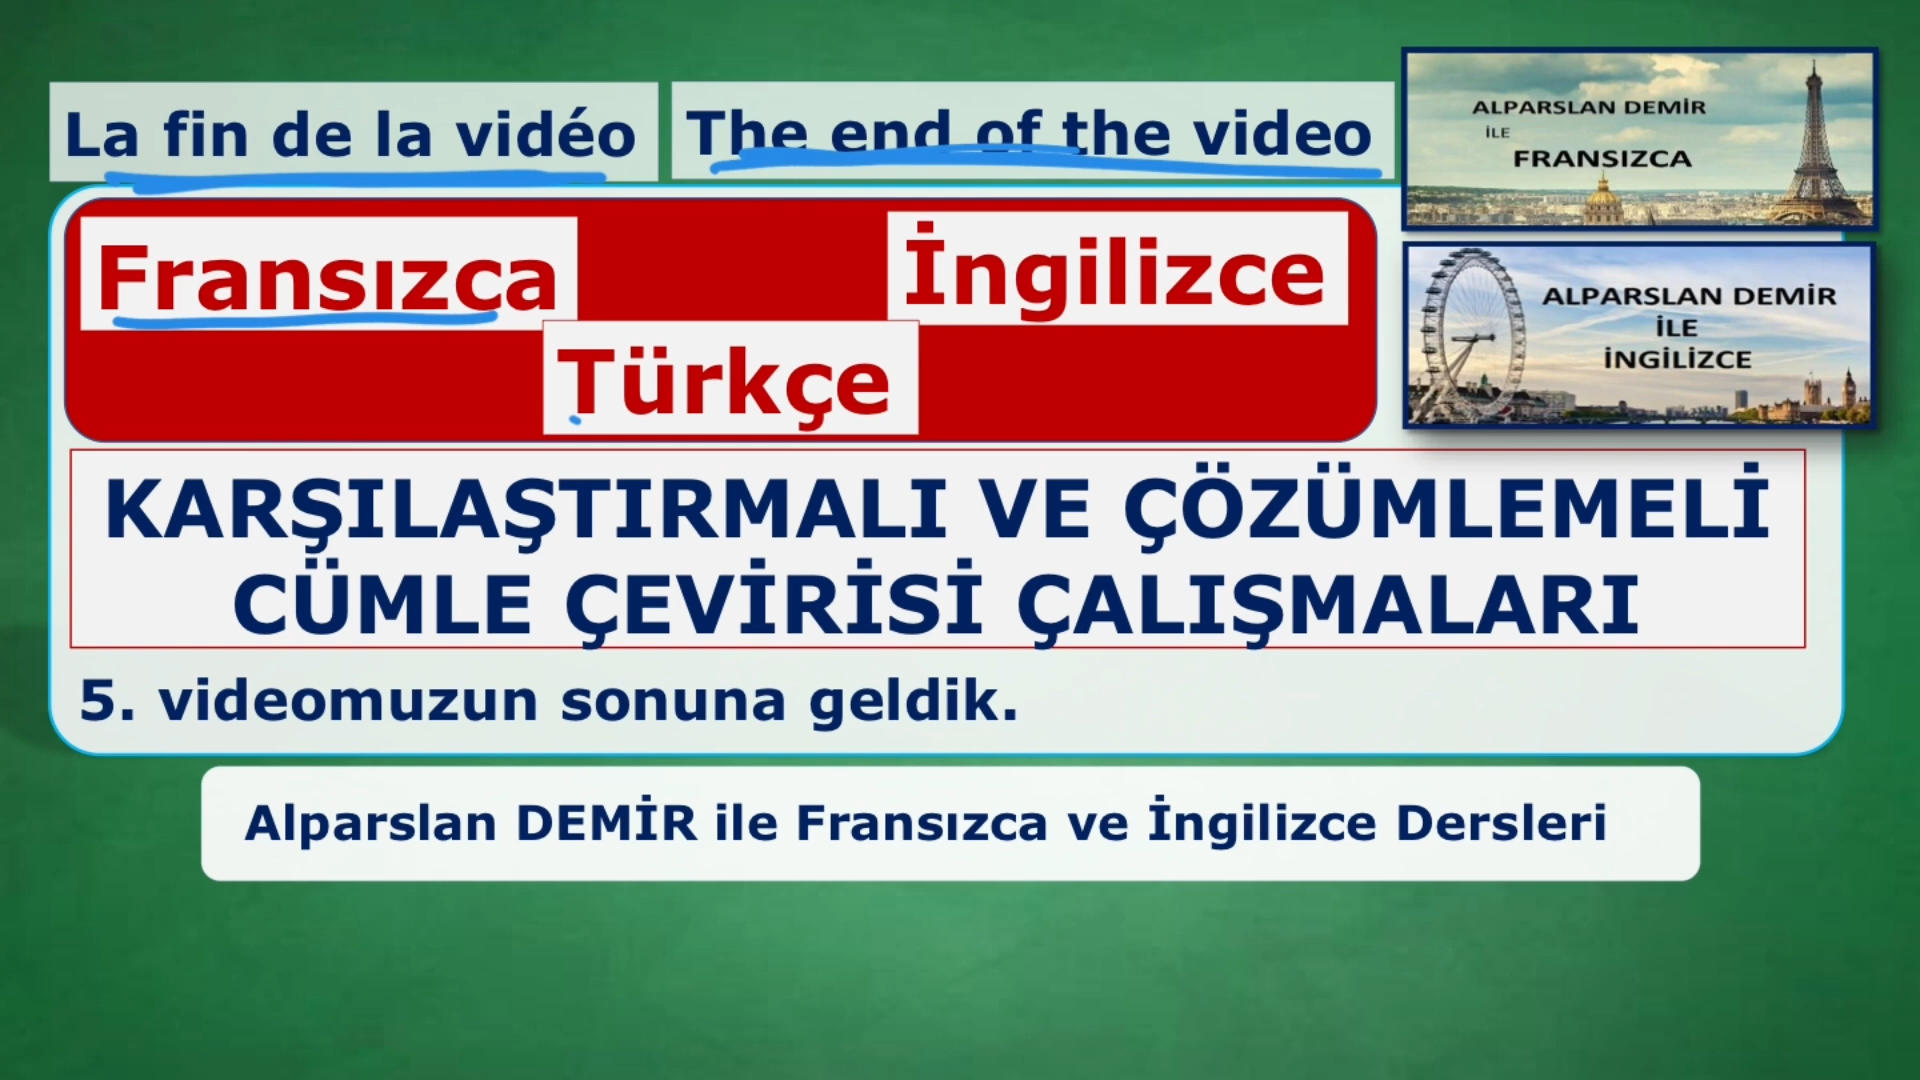 La fin de la vidéo
The end of the video
ALPARSLAN DEMİR
İLE
FRANSIZCA
Fransızca
İngilizce
Türkçe
ALPARSLAN DEMİR
İLE
İNGİLİZCE
KARŞILAŞTIRMALI VE ÇÖZÜMLEMELİ
CÜMLE ÇEVİRİSİ ÇALIŞMALARI
5. videomuzun sonuna geldik.
Alparslan DEMİR ile Fransızca ve İngilizce Dersleri